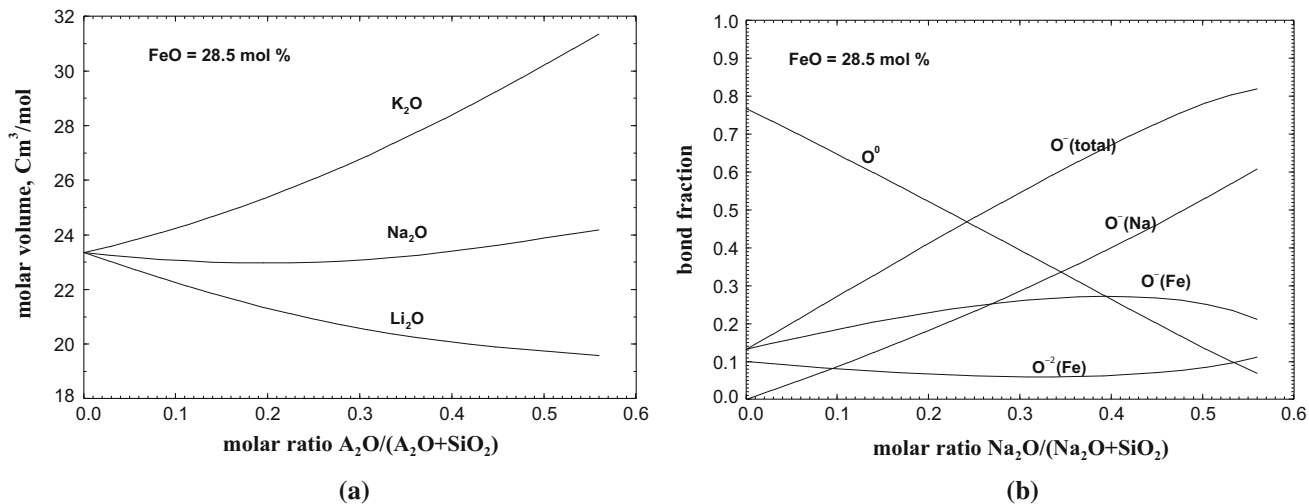 32
30
28
26
24
22
20
18
molar volume, Cm³/mol
FeO = 28.5 mol %
K₂O
Na₂O
Li₂O
0.0 0.1 0.2 0.3 0.4 0.5 0.6
molar ratio A₂O/(A₂O+SiO₂)
(a)
1.0
0.9
0.8
0.7
0.6
0.5
0.4
0.3
0.2
0.1
0.0
bond fraction
FeO = 28.5 mol %
O⁰
O⁻(total)
O⁻(Na)
O⁻(Fe)
O⁻²(Fe)
0.0 0.1 0.2 0.3 0.4 0.5 0.6
molar ratio Na₂O/(Na₂O+SiO₂)
(b)